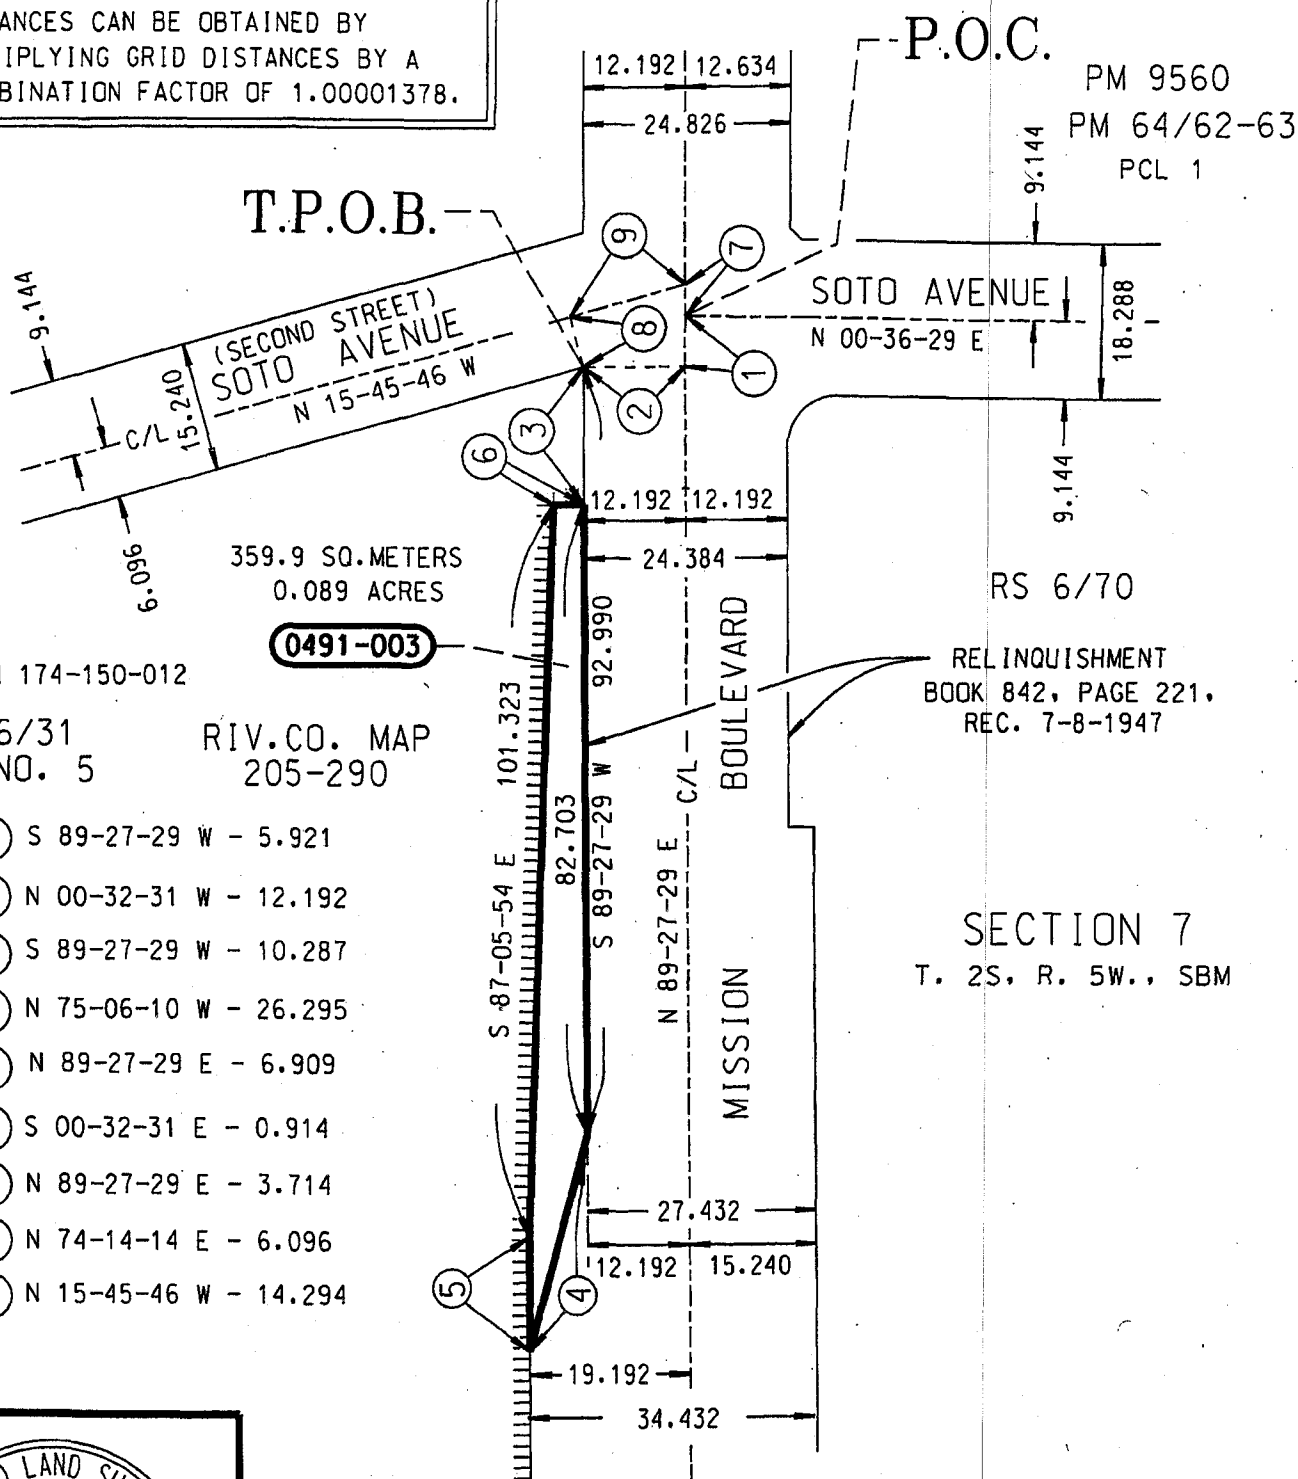 ANCES CAN BE OBTAINED BY
IPLYING GRID DISTANCES BY A
BINATION FACTOR OF 1.00001378.
12.192 12.634
24.826
P.O.C.
PM 9560
PM 64/62-63
PCL 1
9.144
T.P.O.B.
9
7
8
1
2
3
6
SOTO AVENUE
N 00-36-29 E
18.288
9.144
9.144
(SECOND STREET)
SOTO AVENUE
N 15-45-46 W
15.240
C/L
6.096
12.192 12.192
24.384
359.9 SQ.METERS
0.089 ACRES
0491-003
174-150-012
6/31
NO. 5
RIV.CO. MAP
205-290
RS 6/70
RELINQUISHMENT
BOOK 842, PAGE 221,
REC. 7-8-1947
S 87-05-54 E 101.323
82.703
S 89-27-29 W 92.990
N 89-27-29 E C/L
MISSION BOULEVARD
SECTION 7
T. 2S, R. 5W., SBM
S 89-27-29 W - 5.921
N 00-32-31 W - 12.192
S 89-27-29 W - 10.287
N 75-06-10 W - 26.295
N 89-27-29 E - 6.909
S 00-32-31 E - 0.914
N 89-27-29 E - 3.714
N 74-14-14 E - 6.096
N 15-45-46 W - 14.294
27.432
12.192 15.240
5
4
19.192
34.432
LAND